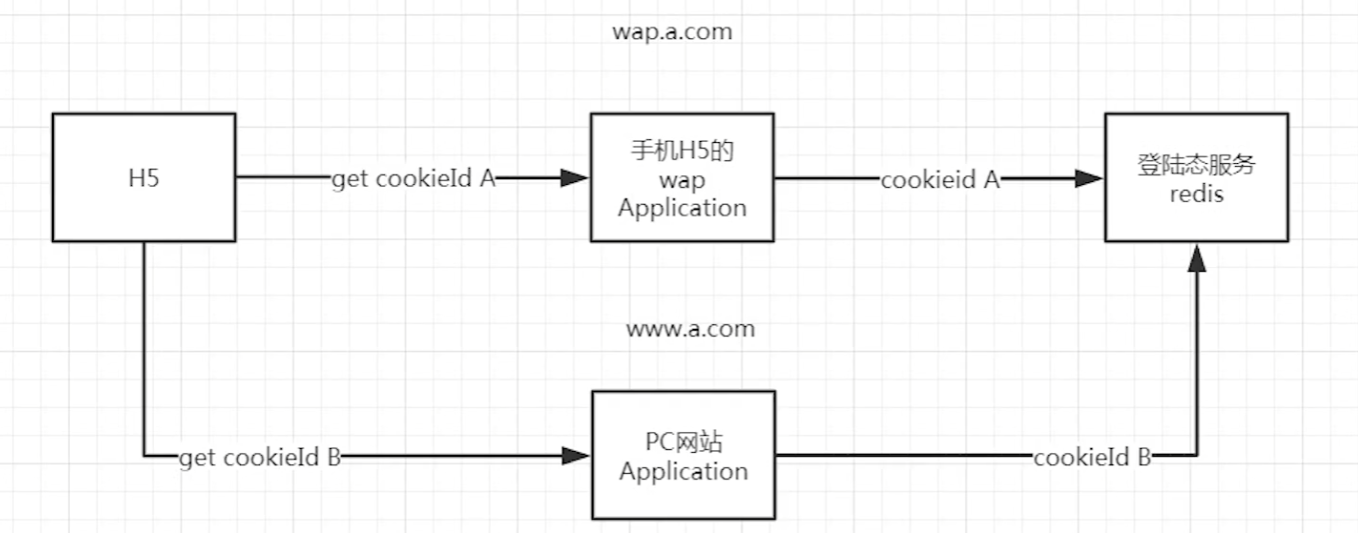 wap.a.com
H5
get cookieId A
手机H5的
wap
Application
cookieid A
登陆态服务
redis
www.a.com
get cookieId B
PC网站
Application
cookieId B